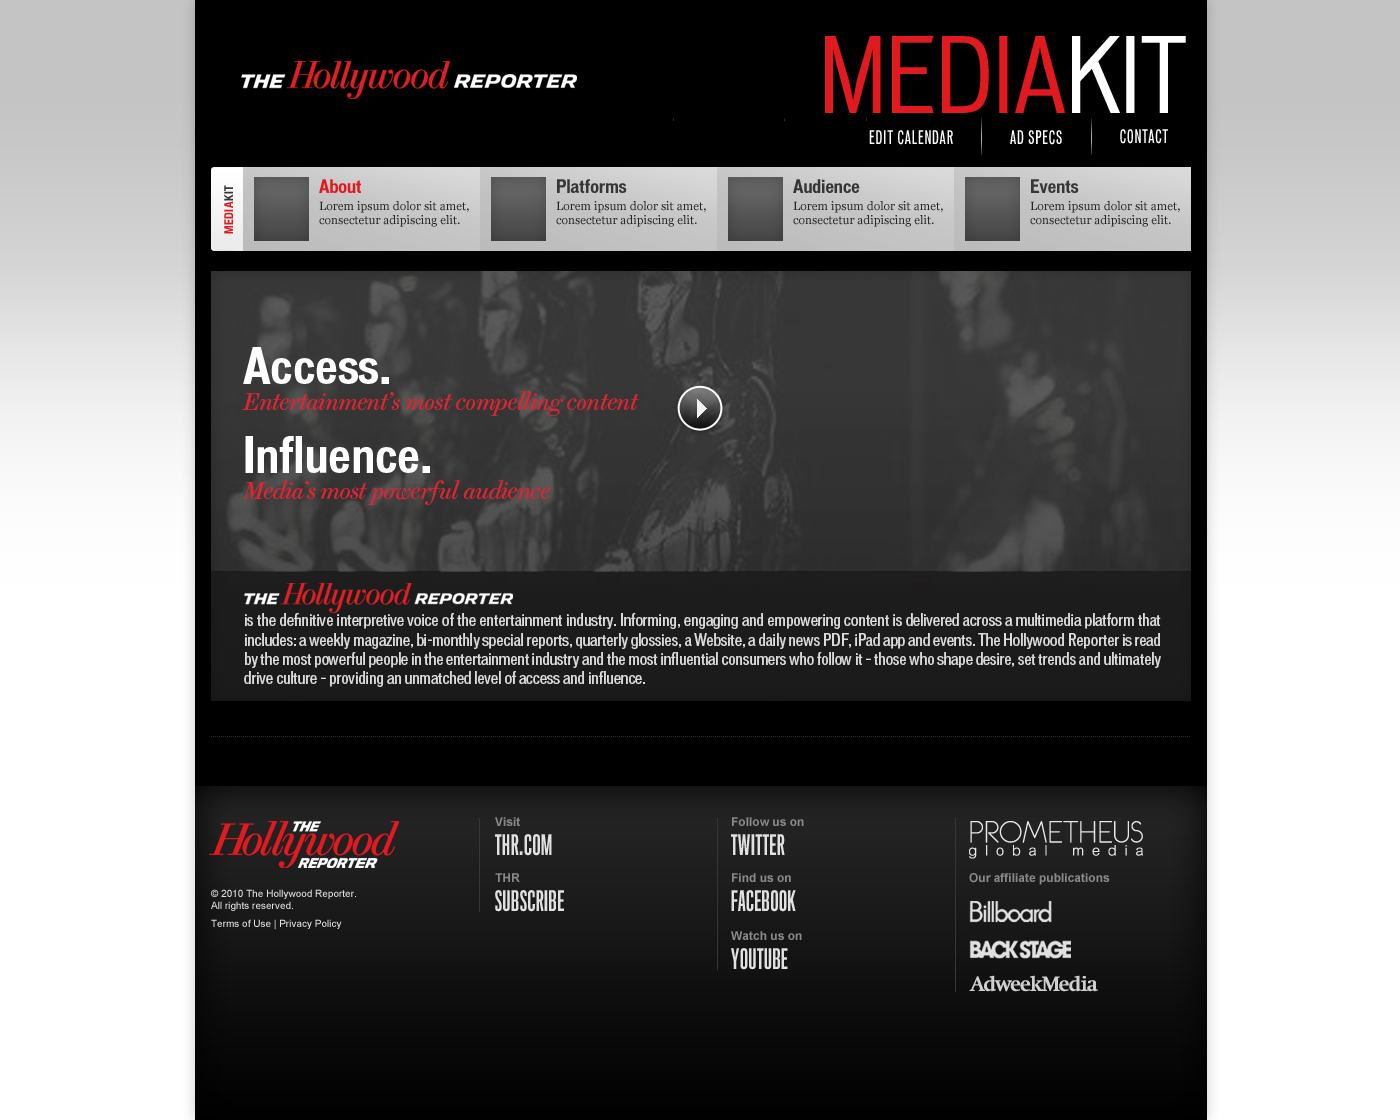 THE Hollywood REPORTER
MEDIAKIT
EDIT CALENDAR
AD SPECS
CONTACT
MEDIAKIT
About
Lorem ipsum dolor sit amet,
consectetur adipiscing elit.
Platforms
Lorem ipsum dolor sit amet,
consectetur adipiscing elit.
Audience
Lorem ipsum dolor sit amet,
consectetur adipiscing elit.
Events
Lorem ipsum dolor sit amet,
consectetur adipiscing elit.
Access.
Entertainment's most compelling content
Influence.
Media's most powerful audience
THE Hollywood REPORTER
is the definitive interpretive voice of the entertainment industry. Informing, engaging and empowering content is delivered across a multimedia platform that
includes: a weekly magazine, bi-monthly special reports, quarterly glossies, a Website, a daily news PDF, iPad app and events. The Hollywood Reporter is read
by the most powerful people in the entertainment industry and the most influential consumers who follow it - those who shape desire, set trends and ultimately
drive culture - providing an unmatched level of access and influence.
THE
Hollywood
REPORTER
© 2010 The Hollywood Reporter.
All rights reserved.
Terms of Use | Privacy Policy
Visit
THR.COM
THR
SUBSCRIBE
Follow us on
TWITTER
Find us on
FACEBOOK
Watch us on
YOUTUBE
PROMETHEUS
global media
Our affiliate publications
Billboard
BACK STAGE
AdweekMedia